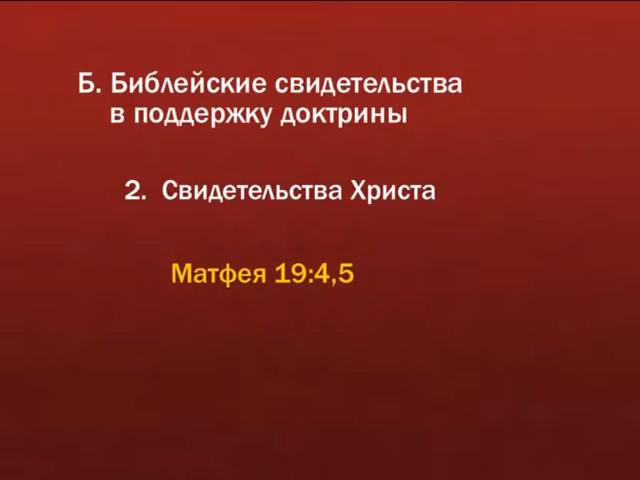 Б. Библейские свидетельства
в поддержку доктрины
2. Свидетельства Христа
Матфея 19:4,5